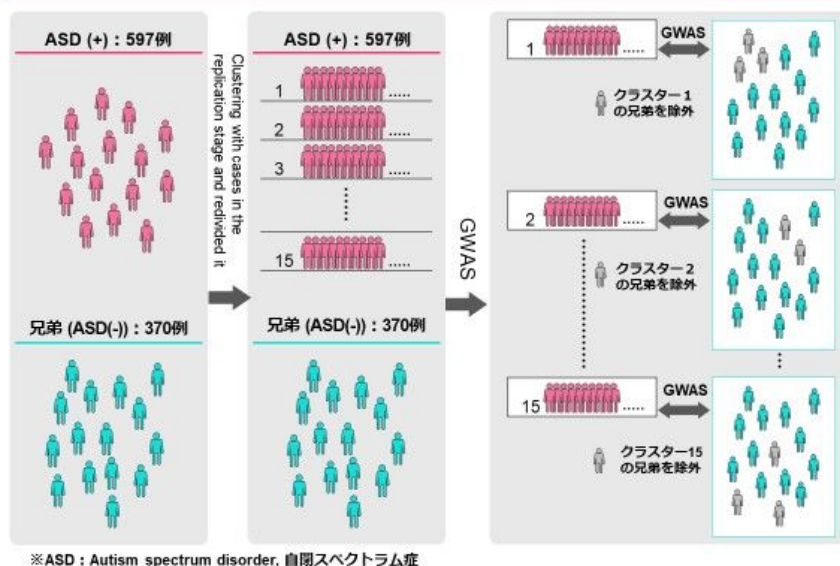 ASD (+)：597例
兄弟 (ASD(-))：370例
Clustering with cases in the
replication stage and redivided it
ASD (+)：597例
1
.....
2
.....
3
.....
15
.....
兄弟 (ASD(-))：370例
GWAS
1
.....
GWAS
クラスター1
の兄弟を除外
2
.....
GWAS
クラスター2
の兄弟を除外
15
.....
GWAS
クラスター15
の兄弟を除外
※ASD：Autism spectrum disorder, 自閉スペクトラム症